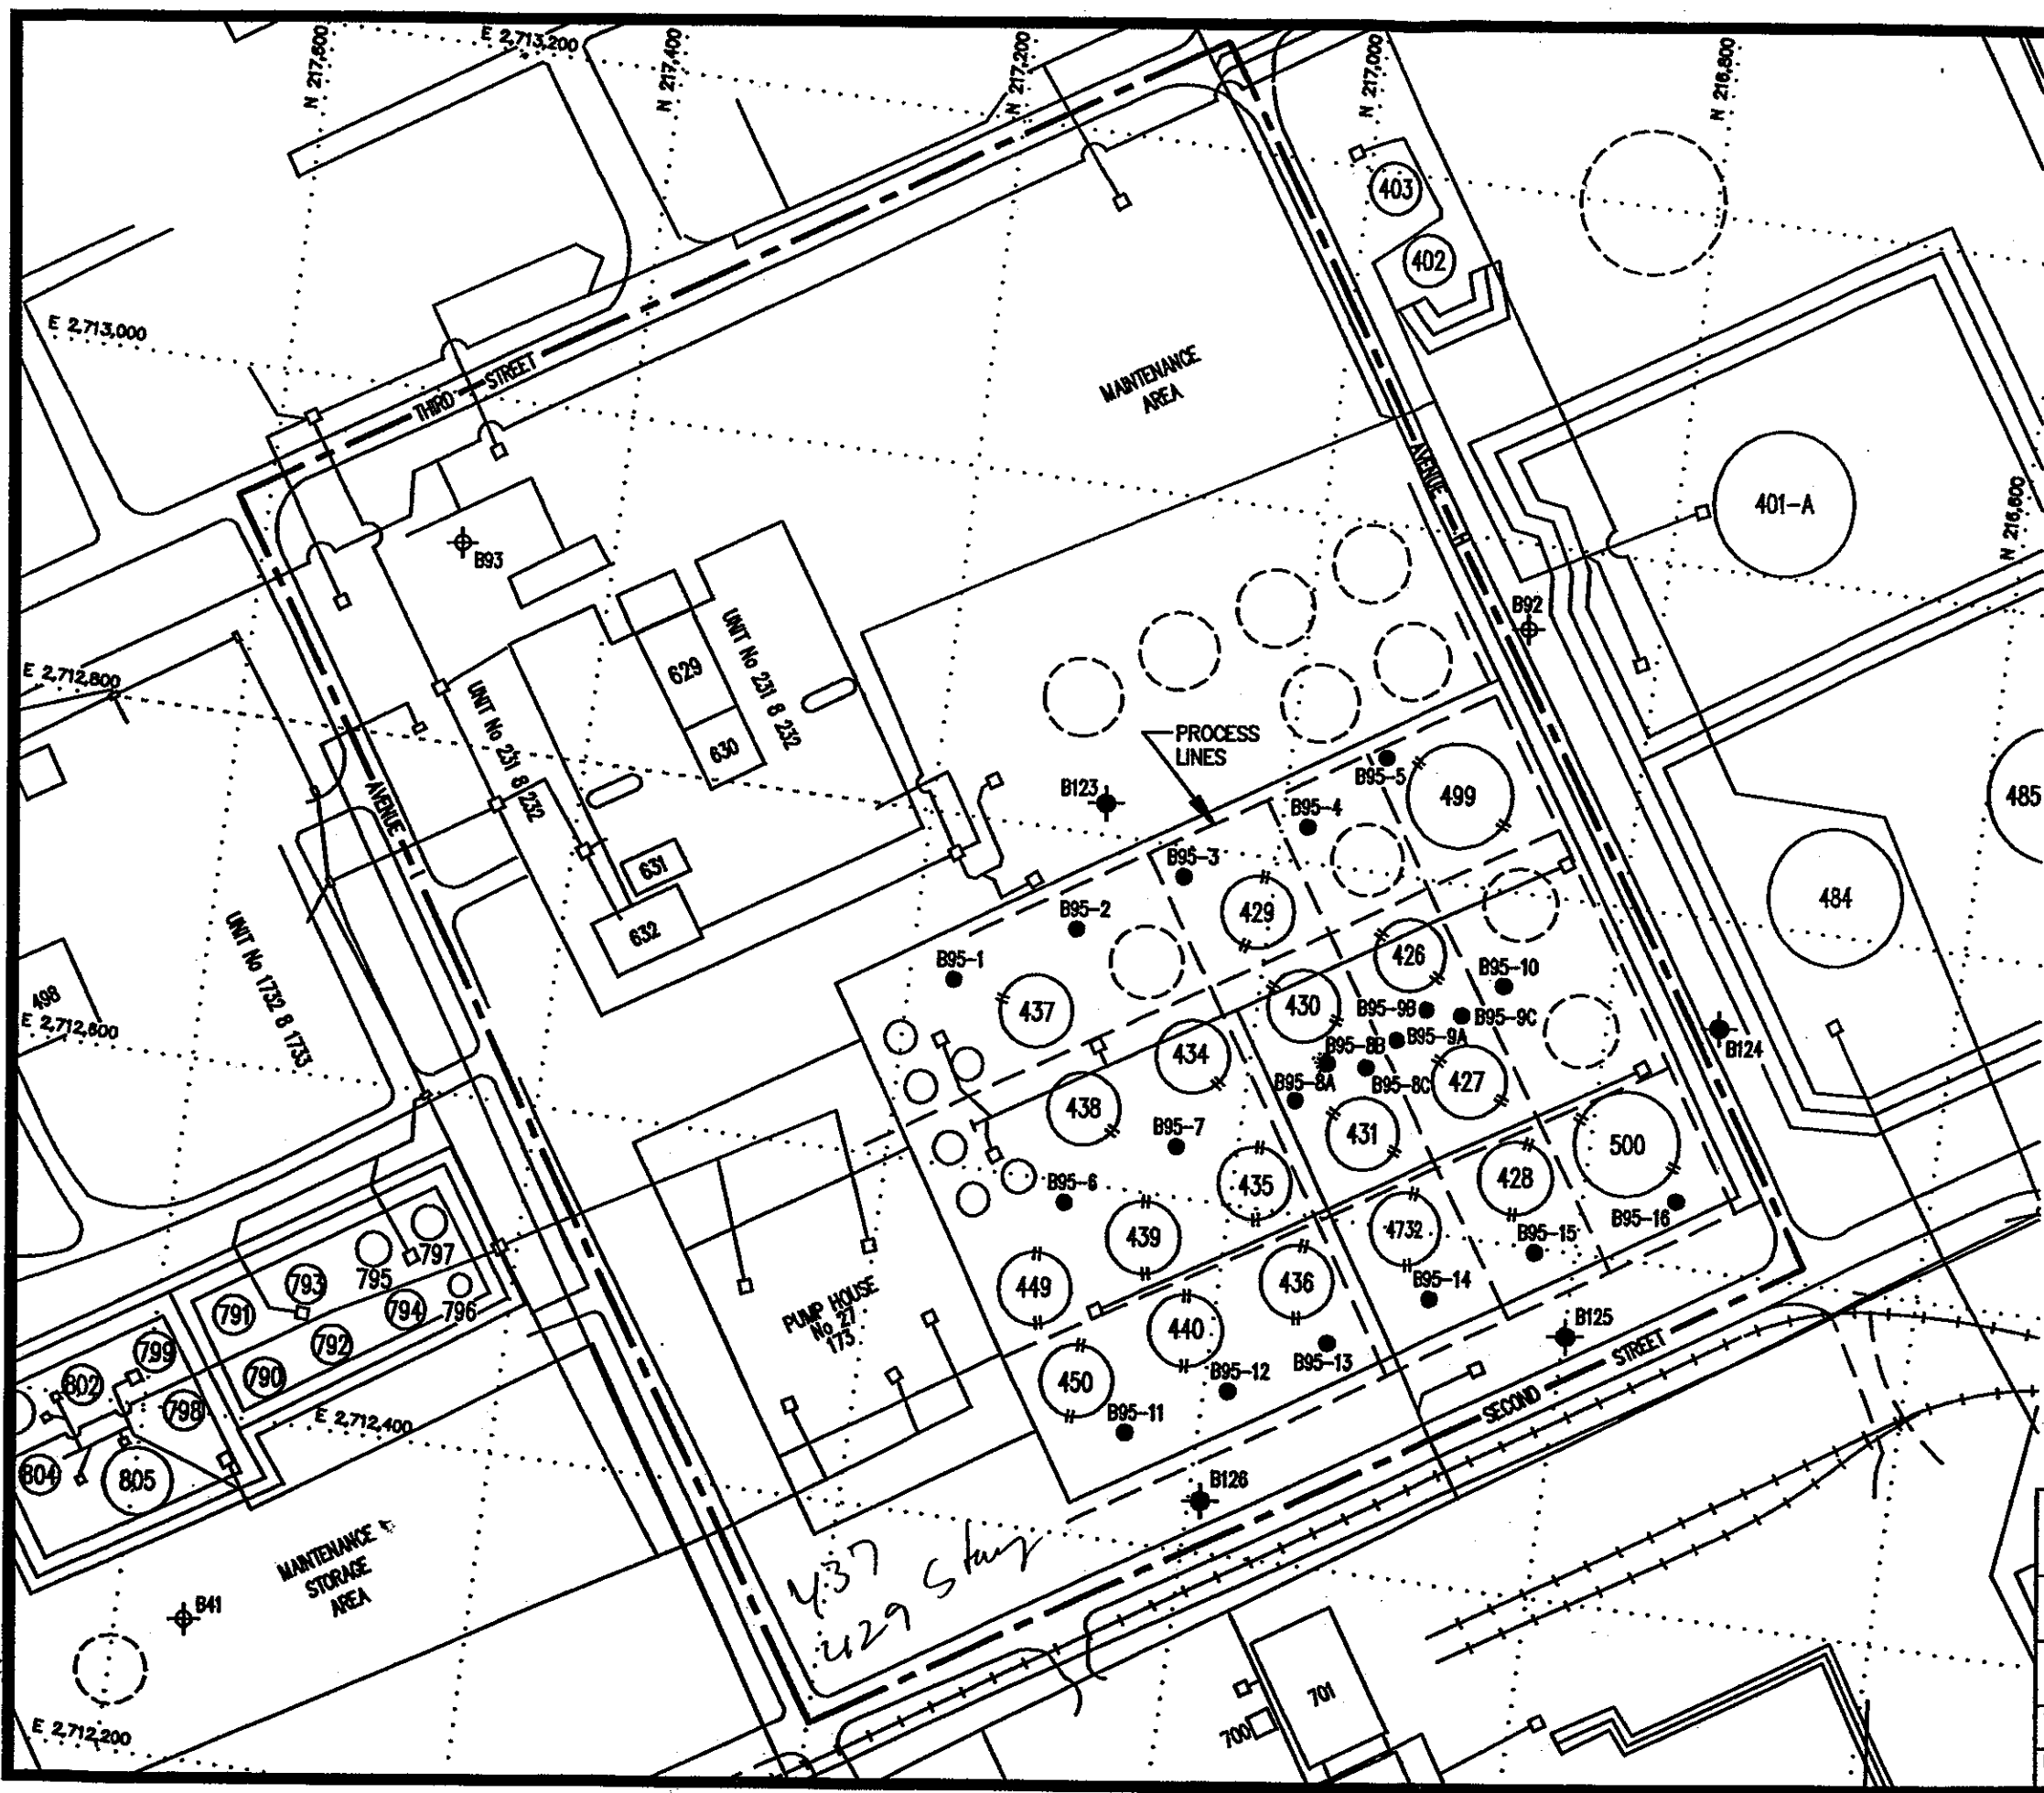 E 2,713,200
N 217,600
N 217,400
N 217,200
N 217,000
N 216,800
403
402
E 2,713,000
MAINTENANCE
AREA
THIRD STREET
AVENUE H
401-A
N 216,600
B93
B92
629
UNIT No 231 & 232
E 2,712,800
UNIT No 231 & 232
630
PROCESS
LINES
B95-5
499
485
B123
B95-4
AVENUE I
631
B95-3
484
632
B95-2
429
UNIT No 1732 & 1733
B95-1
426
B95-10
498
437
430
B95-9B
B95-9C
E 2,712,600
434
B95-9A
B95-8B
B124
B95-8A
B95-8C
427
438
B95-7
431
500
435
428
B95-6
4732
B95-15
B95-16
439
797
795
793
449
436
B95-14
791
794
796
PUMP HOUSE
No 27
173
440
B125
799
792
B95-13
STREET
802
790
450
B95-12
798
E 2,712,400
B95-11
SECOND
804
805
B126
MAINTENANCE
STORAGE
AREA
437
429 Stay
B41
701
700
E 2,712,200